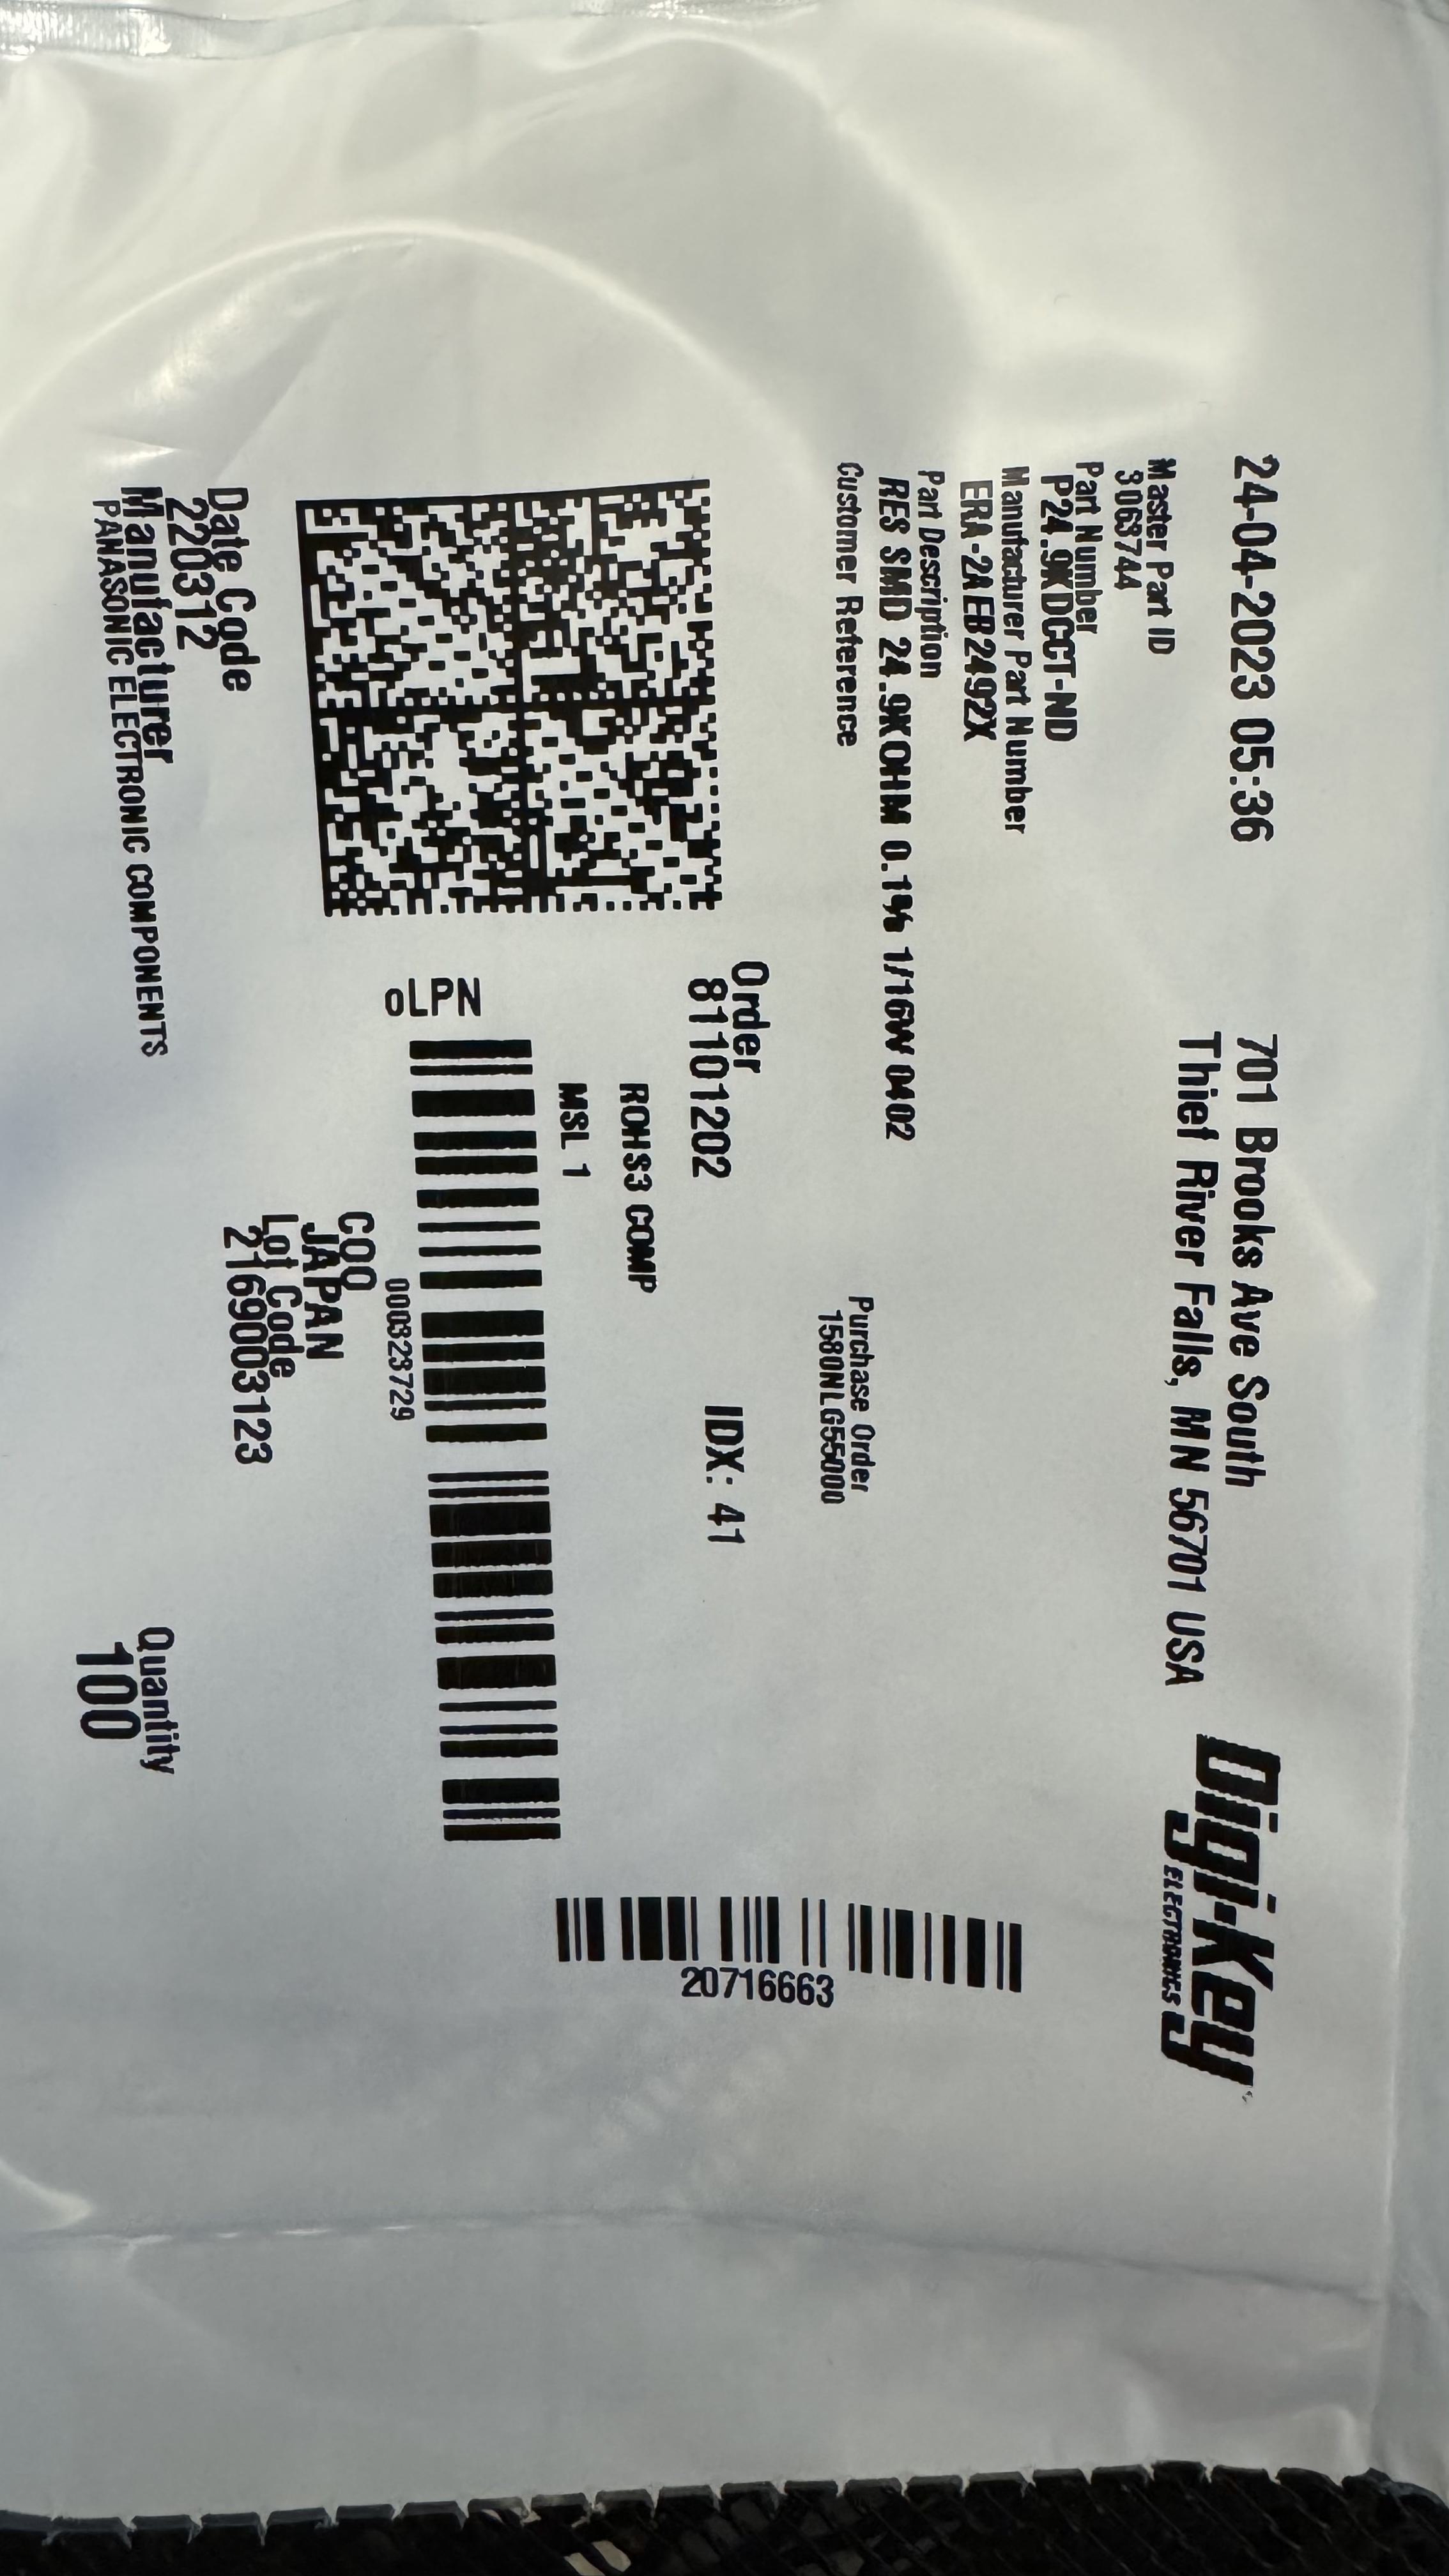 24-04-2023 05:36
701 Brooks Ave South
Thief River Falls, MN 56701 USA
Digi-Key
ELECTRONICS
Master Part ID
3063744
Part Number
P24.9KDCCT-ND
Manufacturer Part Number
ERA-2AEB2492X
Part Description
RES SMD 24.9KOHM 0.1% 1/16W 0402
Customer Reference
Purchase Order
1580NLG55000
Order
81101202
IDX: 41
ROHS3 COMP
MSL 1
20716663
oLPN
000323729
COO
JAPAN
Lot Code
2169003123
Date Code
220312
Manufacturer
PANASONIC ELECTRONIC COMPONENTS
Quantity
100